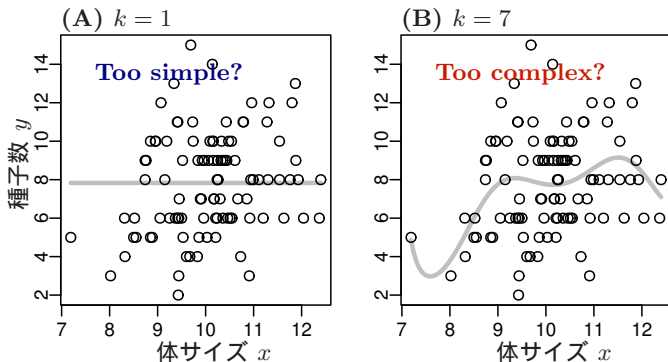 (A) k = 1
Too simple?
種子数 y
2 4 6 8 10 12 14
7 8 9 10 11 12
体サイズ x
(B) k = 7
Too complex?
2 4 6 8 10 12 14
7 8 9 10 11 12
体サイズ x